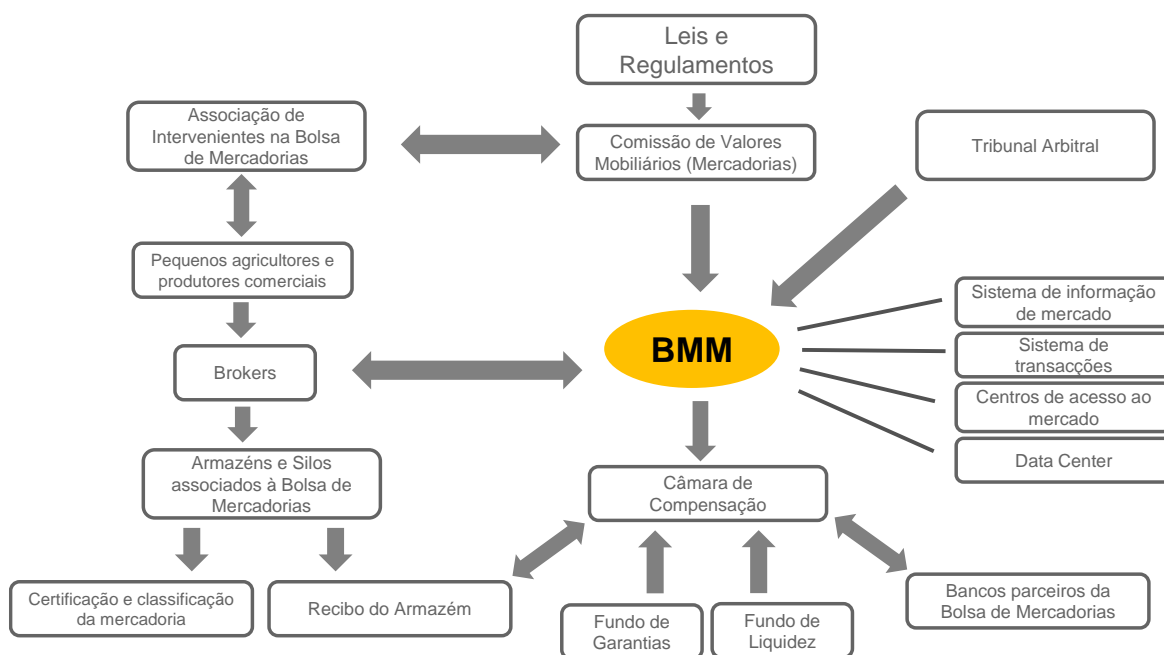 Leis e
Regulamentos
Associação de
Intervenientes na Bolsa
de Mercadorias
Comissão de Valores
Mobiliários (Mercadorias)
Tribunal Arbitral
Pequenos agricultores e
produtores comerciais
Sistema de informação
de mercado
BMM
Sistema de
transacções
Brokers
Centros de acesso ao
mercado
Data Center
Armazéns e Silos
associados à Bolsa de
Mercadorias
Câmara de
Compensação
Certificação e classificação
da mercadoria
Recibo do Armazém
Fundo de
Garantias
Fundo de
Liquidez
Bancos parceiros da
Bolsa de Mercadorias